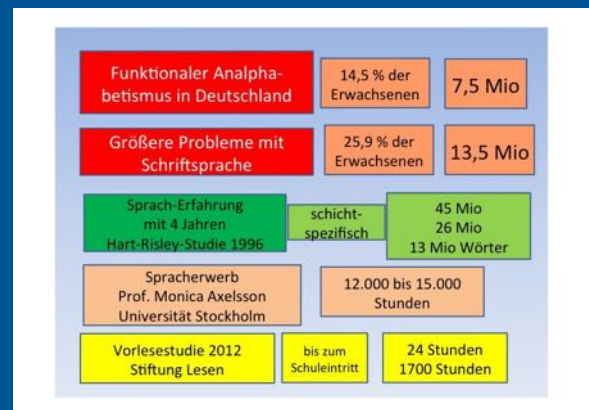 Funktionaler Analpha-
betismus in Deutschland
14,5 % der
Erwachsenen
7,5 Mio
Größere Probleme mit
Schriftsprache
25,9 % der
Erwachsenen
13,5 Mio
Sprach-Erfahrung
mit 4 Jahren
Hart-Risley-Studie 1996
schicht-
spezifisch
45 Mio
26 Mio
13 Mio Wörter
Spracherwerb
Prof. Monica Axelsson
Universität Stockholm
12.000 bis 15.000
Stunden
Vorlesestudie 2012
Stiftung Lesen
bis zum
Schuleintritt
24 Stunden
1700 Stunden